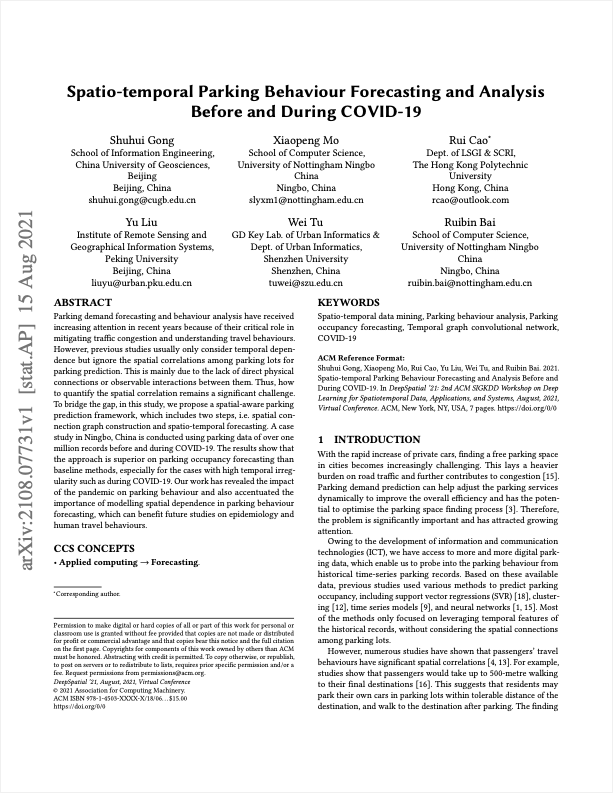 Spatio-temporal Parking Behaviour Forecasting and Analysis
Before and During COVID-19
Shuhui Gong
School of Information Engineering,
China University of Geosciences,
Beijing
Beijing, China
shuhui.gong@cugb.edu.cn
Xiaopeng Mo
School of Computer Science,
University of Nottingham Ningbo
China
Ningbo, China
slyxm1@nottingham.edu.cn
Rui Cao*
Dept. of LSGI & SCRI,
The Hong Kong Polytechnic
University
Hong Kong, China
rcao@outlook.com
Yu Liu
Institute of Remote Sensing and
Geographical Information Systems,
Peking University
Beijing, China
liuyu@urban.pku.edu.cn
Wei Tu
GD Key Lab. of Urban Informatics &
Dept. of Urban Informatics,
Shenzhen University
Shenzhen, China
tuwei@szu.edu.cn
Ruibin Bai
School of Computer Science,
University of Nottingham Ningbo
China
Ningbo, China
ruibin.bai@nottingham.edu.cn
arXiv:2108.07731v1 [stat.AP] 15 Aug 2021
ABSTRACT
Parking demand forecasting and behaviour analysis have received
increasing attention in recent years because of their critical role in
mitigating traffic congestion and understanding travel behaviours.
However, previous studies usually only consider temporal depen-
dence but ignore the spatial correlations among parking lots for
parking prediction. This is mainly due to the lack of direct physical
connections or observable interactions between them. Thus, how
to quantify the spatial correlation remains a significant challenge.
To bridge the gap, in this study, we propose a spatial-aware parking
prediction framework, which includes two steps, i.e. spatial con-
nection graph construction and spatio-temporal forecasting. A case
study in Ningbo, China is conducted using parking data of over one
million records before and during COVID-19. The results show that
the approach is superior on parking occupancy forecasting than
baseline methods, especially for the cases with high temporal irreg-
ularity such as during COVID-19. Our work has revealed the impact
of the pandemic on parking behaviour and also accentuated the
importance of modelling spatial dependence in parking behaviour
forecasting, which can benefit future studies on epidemiology and
human travel behaviours.
CCS CONCEPTS
• Applied computing → Forecasting.
*Corresponding author.
Permission to make digital or hard copies of all or part of this work for personal or
classroom use is granted without fee provided that copies are not made or distributed
for profit or commercial advantage and that copies bear this notice and the full citation
on the first page. Copyrights for components of this work owned by others than ACM
must be honored. Abstracting with credit is permitted. To copy otherwise, or republish,
to post on servers or to redistribute to lists, requires prior specific permission and/or a
fee. Request permissions from permissions@acm.org.
DeepSpatial '21, August, 2021, Virtual Conference
© 2021 Association for Computing Machinery.
ACM ISBN 978-1-4503-XXXX-X/18/06...$15.00
https://doi.org/0/0
KEYWORDS
Spatio-temporal data mining, Parking behaviour analysis, Parking
occupancy forecasting, Temporal graph convolutional network,
COVID-19
ACM Reference Format:
Shuhui Gong, Xiaopeng Mo, Rui Cao, Yu Liu, Wei Tu, and Ruibin Bai. 2021.
Spatio-temporal Parking Behaviour Forecasting and Analysis Before and
During COVID-19. In DeepSpatial '21: 2nd ACM SIGKDD Workshop on Deep
Learning for Spatiotemporal Data, Applications, and Systems, August, 2021,
Virtual Conference. ACM, New York, NY, USA, 7 pages. https://doi.org/0/0
1 INTRODUCTION
With the rapid increase of private cars, finding a free parking space
in cities becomes increasingly challenging. This lays a heavier
burden on road traffic and further contributes to congestion [15].
Parking demand prediction can help adjust the parking services
dynamically to improve the overall efficiency and has the poten-
tial to optimise the parking space finding process [3]. Therefore,
the problem is significantly important and has attracted growing
attention.
Owing to the development of information and communication
technologies (ICT), we have access to more and more digital park-
ing data, which enable us to probe into the parking behaviour from
historical time-series parking records. Based on these available
data, previous studies used various methods to predict parking
occupancy, including support vectors regression (SVR) [18], cluster-
ing [12], time series models [9], and neural networks [1, 15]. Most
of the methods only focused on leveraging temporal features of
the historical records, without considering the spatial connections
among parking lots.
However, numerous studies have shown that passengers' travel
behaviours have significant spatial correlations [4, 13]. For example,
studies show that passengers would take up to 500-metre walking
to their final destinations [16]. This suggests that residents may
park their own cars in parking lots within tolerable distance of the
destination, and walk to the destination after parking. The finding